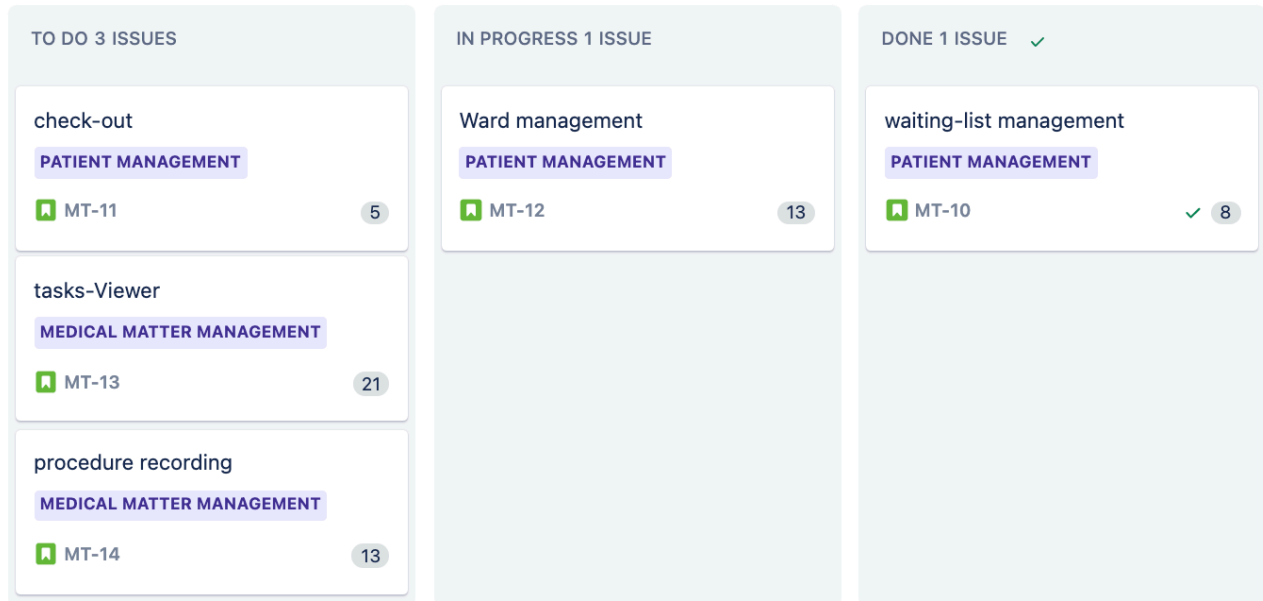 TO DO 3 ISSUES
check-out
PATIENT MANAGEMENT
MT-11
5
tasks-Viewer
MEDICAL MATTER MANAGEMENT
MT-13
21
procedure recording
MEDICAL MATTER MANAGEMENT
MT-14
13
IN PROGRESS 1 ISSUE
Ward management
PATIENT MANAGEMENT
MT-12
13
DONE 1 ISSUE
waiting-list management
PATIENT MANAGEMENT
MT-10
8